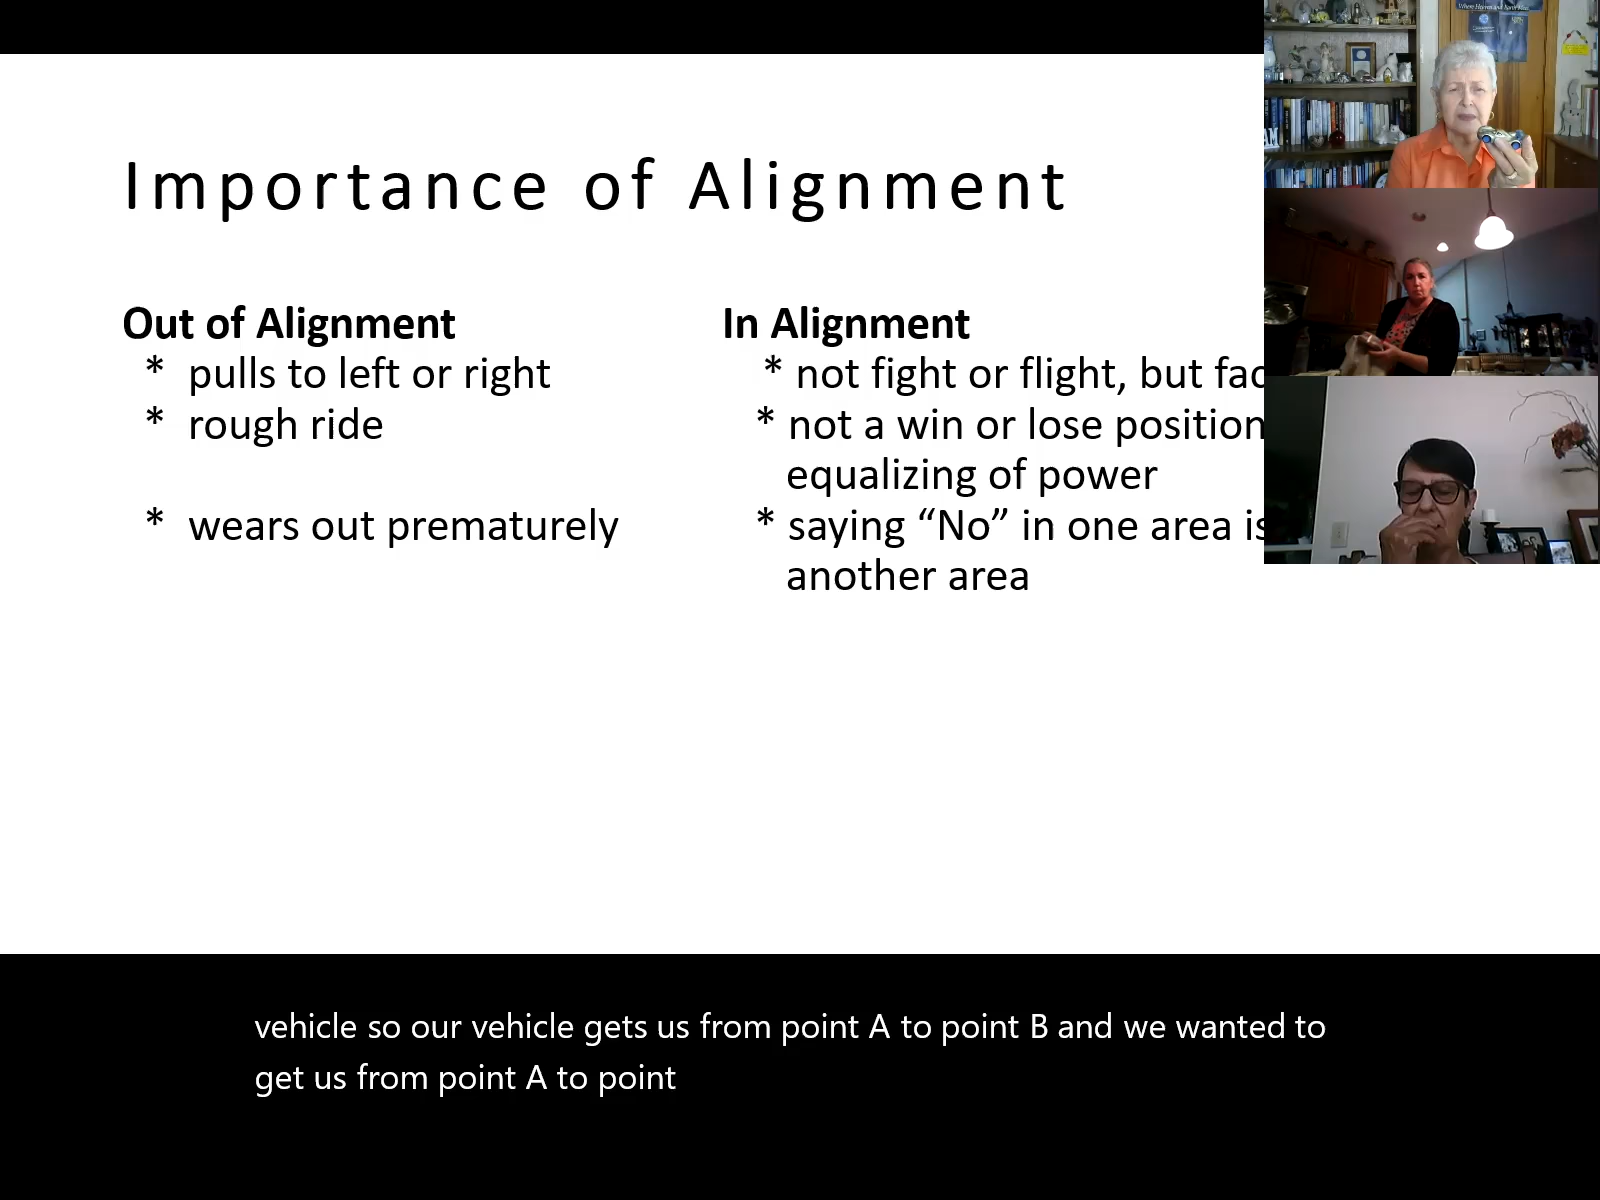 Importance of Alignment
Out of Alignment
* pulls to left or right
* rough ride
* wears out prematurely
In Alignment
* not fight or flight, but
* not a win or lose position
equalizing of power
* saying “No” in one area is
another area
vehicle so our vehicle gets us from point A to point B and we wanted to
get us from point A to point